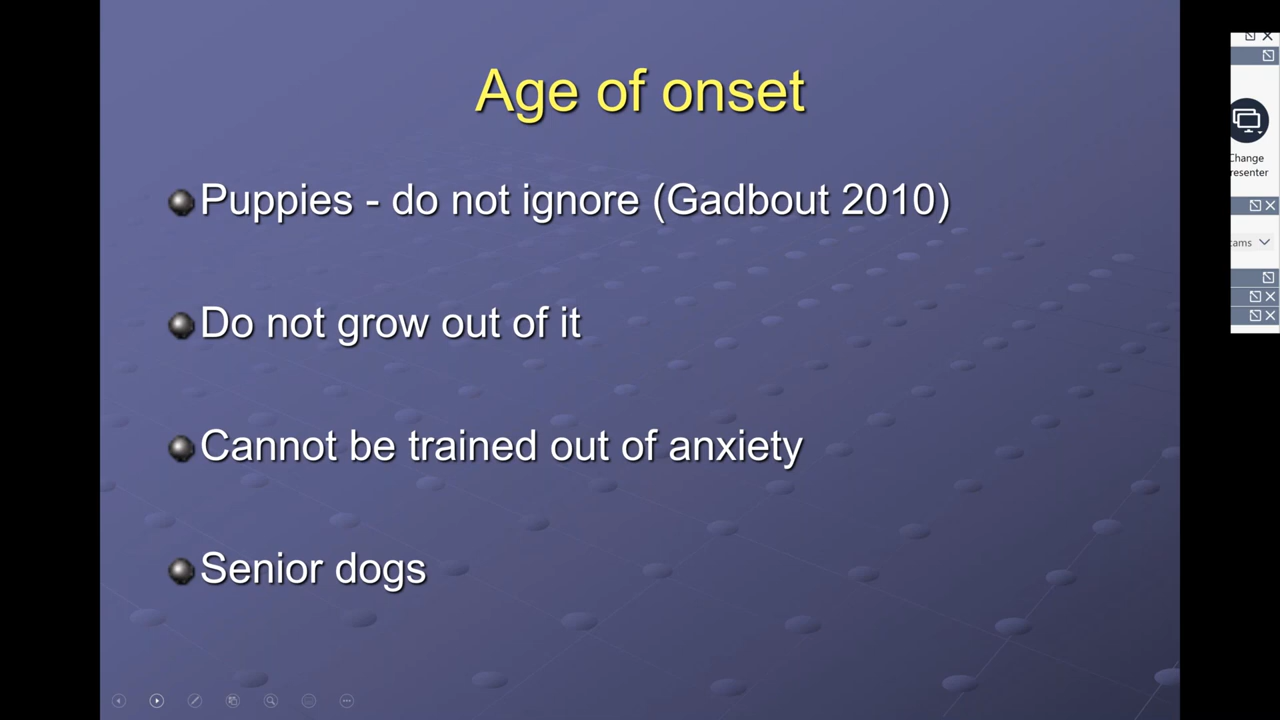 Age of onset
Puppies - do not ignore (Gadbout 2010)
Do not grow out of it
Cannot be trained out of anxiety
Senior dogs
Change
resenter
ams